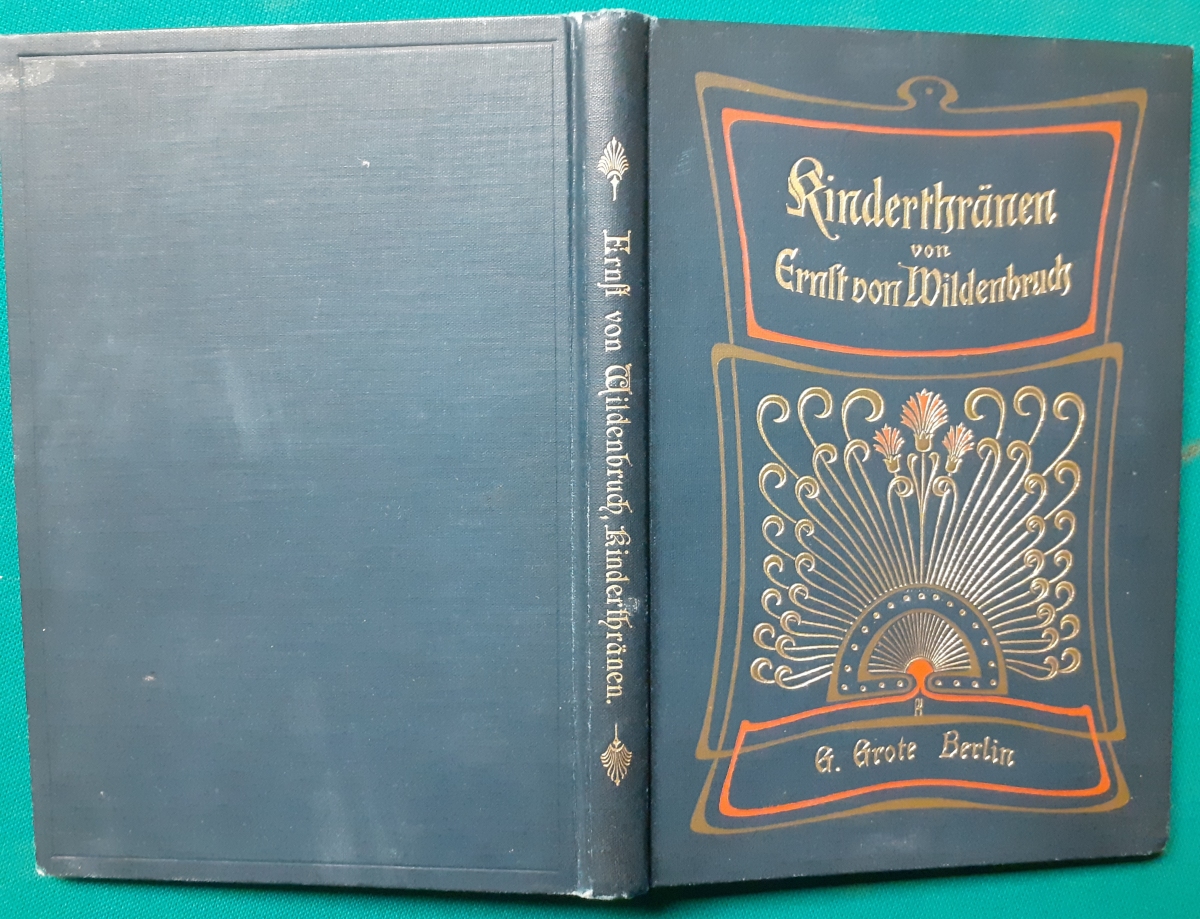 Ernst von Wildenbruch, Kinderthränen.
Kinderthränen
von
Ernst von Wildenbruch
G. Grote Berlin